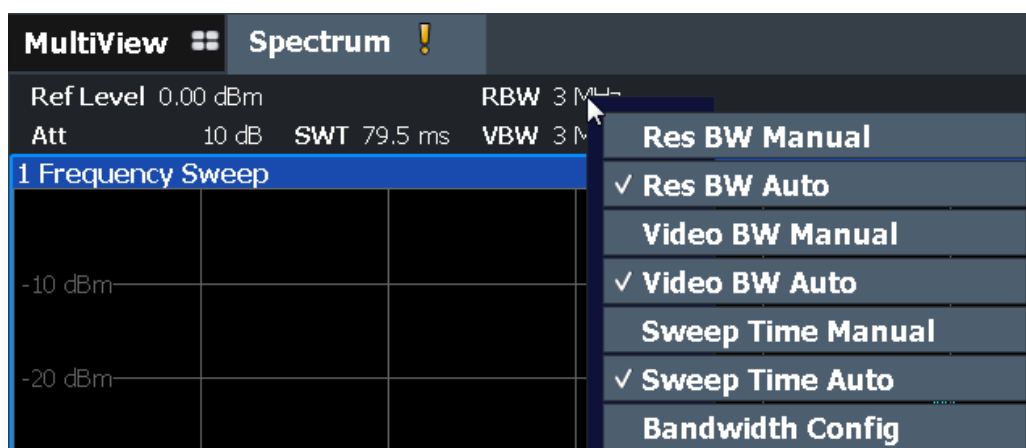 MultiView Spectrum !
Ref Level 0.00 dBm RBW 3
Att 10 dB SWT 79.5 ms VBW 3
1 Frequency Sweep
-10 dBm
-20 dBm
Res BW Manual
✓ Res BW Auto
Video BW Manual
✓ Video BW Auto
Sweep Time Manual
✓ Sweep Time Auto
Bandwidth Config